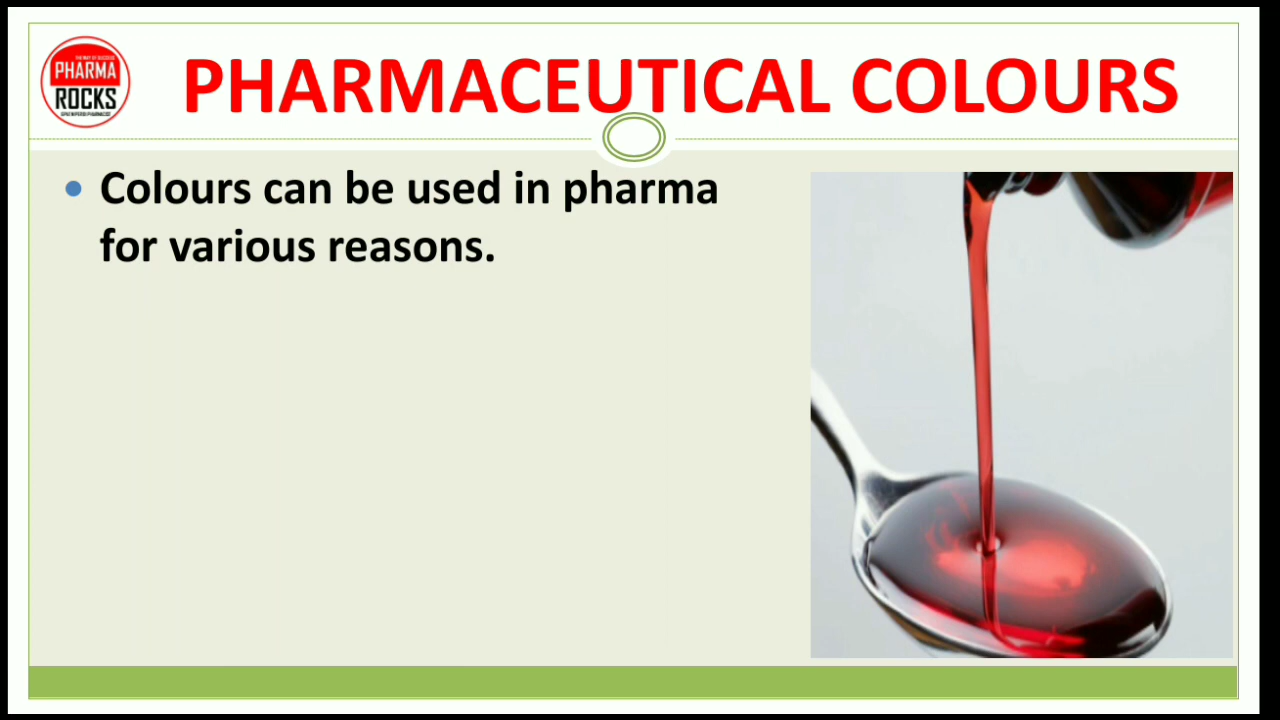 PHARMA
ROCKS
PHARMACEUTICAL COLOURS
Colours can be used in pharma
for various reasons.